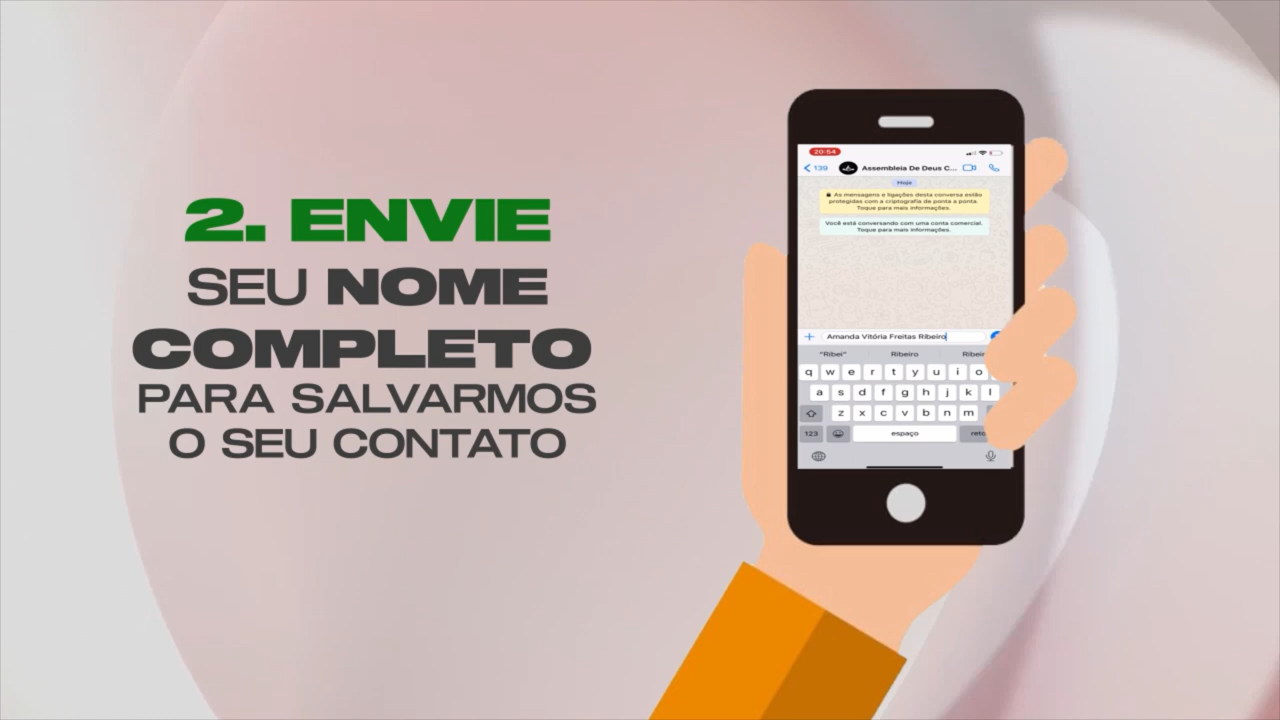 2. ENVIE
SEU NOME
COMPLETO
PARA SALVARMOS
O SEU CONTATO
20:54
139 Assembleia De Deus C...
Hoje
As mensagens e ligações desta conversa estão
protegidas com a criptografia de ponta a ponta.
Toque para mais informações.
Você está conversando com uma conta comercial.
Toque para mais informações.
Amanda Vitória Freitas Ribeiro
"Ribei" Ribeiro Ribeir
q w e r t y u i o
a s d f g h j k l
z x c v b n m
123 espaço reto